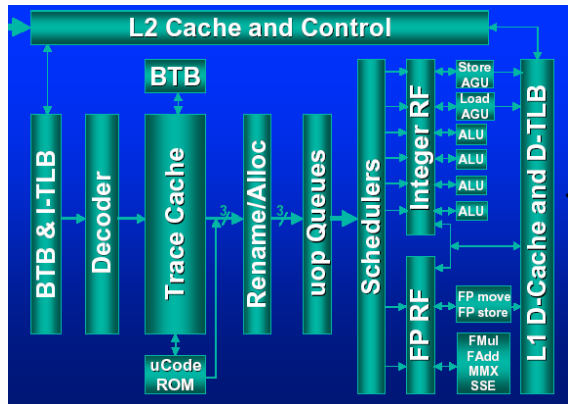 L2 Cache and Control
BTB
BTB & I-TLB
Decoder
Trace Cache
3
Rename/Alloc
3
uop Queues
Schedulers
Integer RF
Store
AGU
Load
AGU
ALU
ALU
ALU
ALU
L1 D-Cache and D-TLB
FP RF
FP move
FP store
FMul
FAdd
MMX
SSE
uCode
ROM